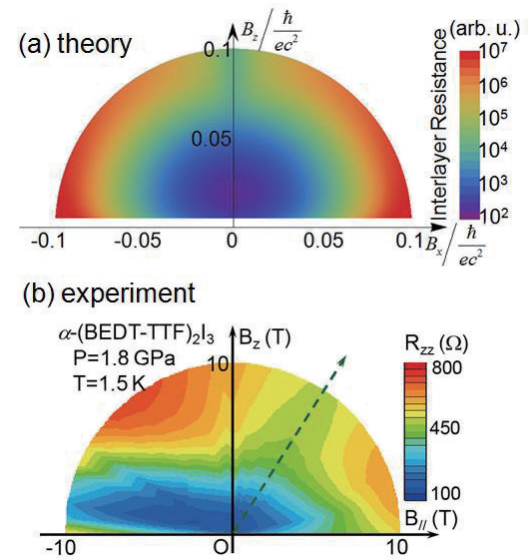 (a) theory
B_z / ħ/ec²
(arb. u.)
0.1
0.05
-0.1 -0.05 0 0.05 0.1 B_x / ħ/ec²
Interlayer Resistance
10⁷
10⁶
10⁵
10⁴
10³
10²
(b) experiment
α-(BEDT-TTF)₂I₃
P=1.8 GPa
T=1.5 K
10 B_z (T)
R_zz (Ω)
800
450
100
B_// (T)
-10 O 10